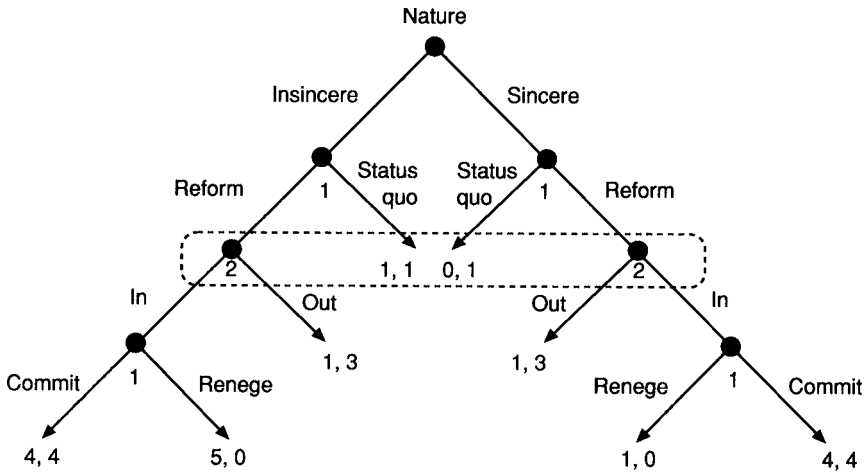 Nature
Insincere
Sincere
Status
quo
Status
quo
Reform
1
1
Reform
2
1, 1
0, 1
2
In
Out
Out
In
1, 3
1, 3
Commit
1
Renege
Renege
1
Commit
4, 4
5, 0
1, 0
4, 4